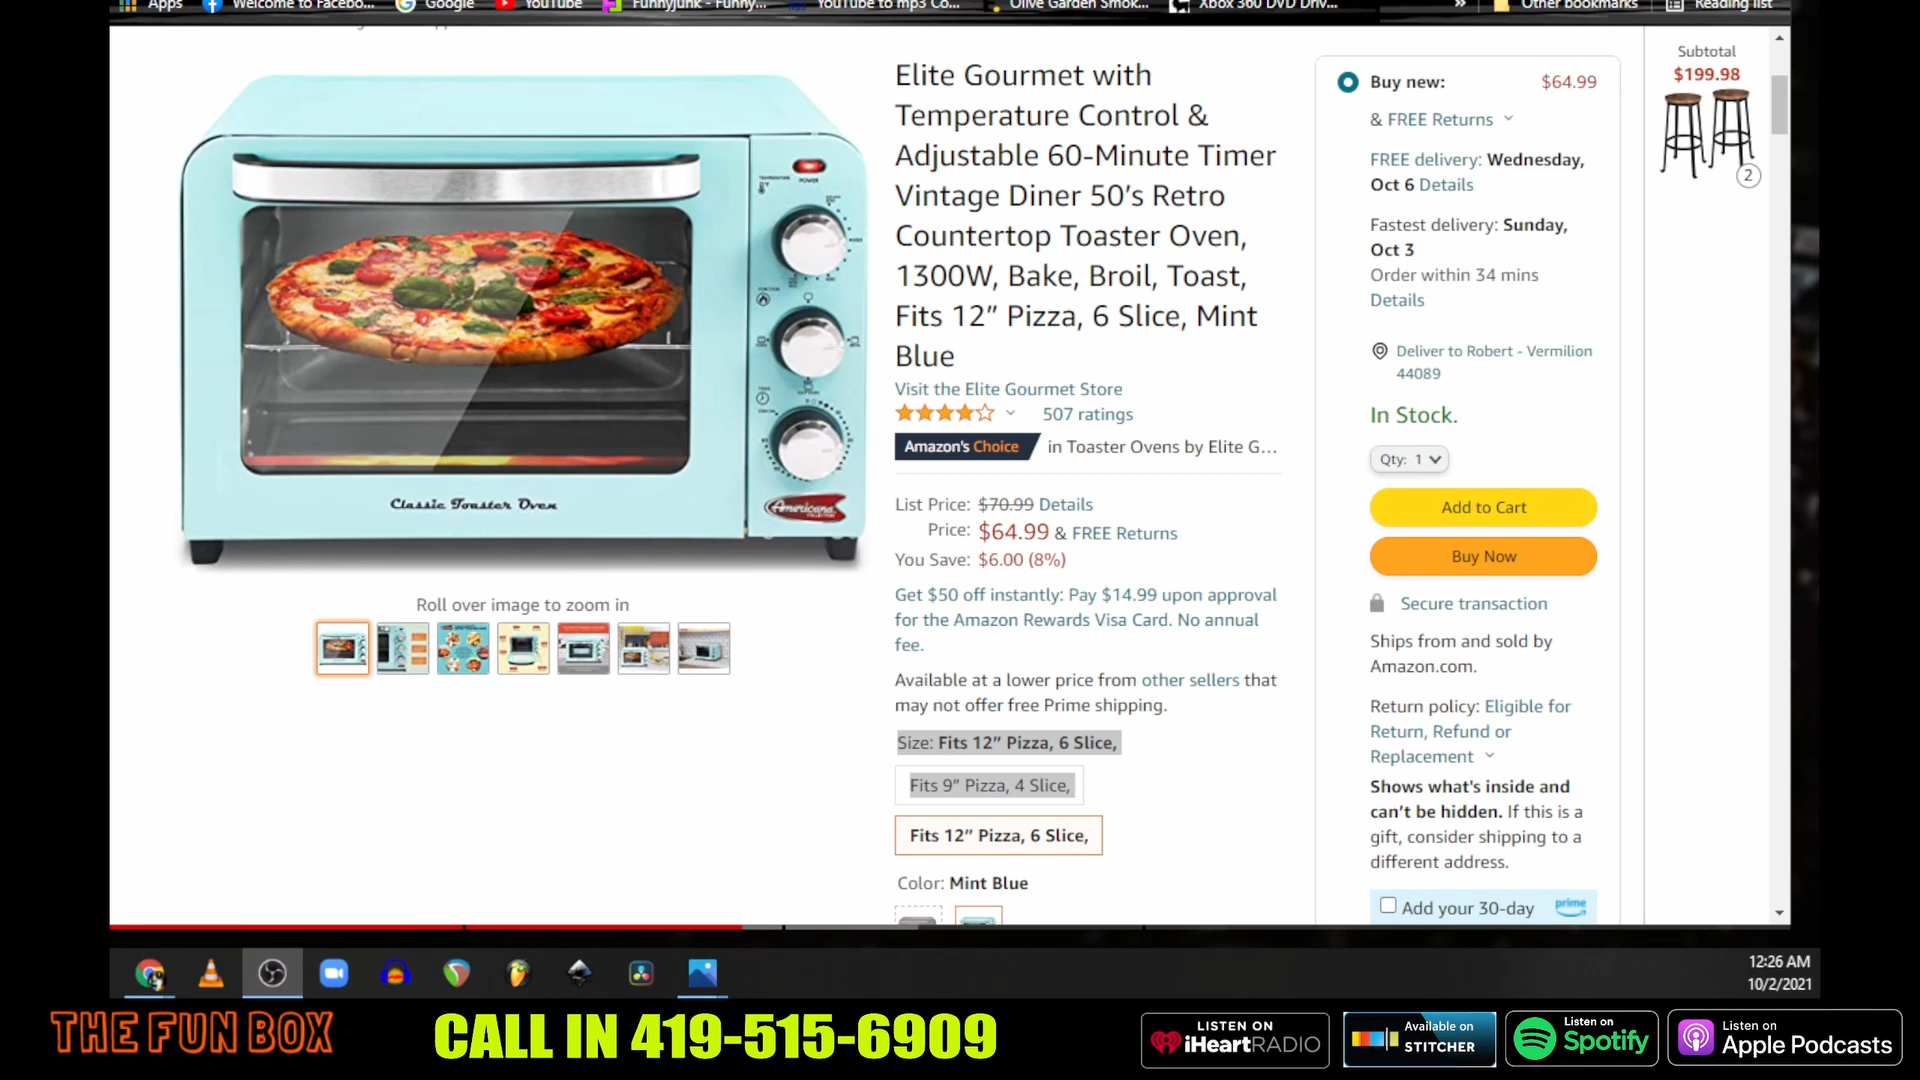 Apps
Welcome to Facebo...
Google
YouTube
FunnyJunk - Funny...
YouTube to mp3 Co...
Olive Garden Smok...
Xbox 360 DVD Driv...
»
Other bookmarks
Reading list
POWER
Classic Toaster Oven
Americana
Roll over image to zoom in
Elite Gourmet with
Temperature Control &
Adjustable 60-Minute Timer
Vintage Diner 50's Retro
Countertop Toaster Oven,
1300W, Bake, Broil, Toast,
Fits 12” Pizza, 6 Slice, Mint
Blue
Visit the Elite Gourmet Store
507 ratings
Amazon's Choice in Toaster Ovens by Elite G...
List Price: $70.99 Details
Price: $64.99 & FREE Returns
You Save: $6.00 (8%)
Get $50 off instantly: Pay $14.99 upon approval
for the Amazon Rewards Visa Card. No annual
fee.
Available at a lower price from other sellers that
may not offer free Prime shipping.
Size: Fits 12” Pizza, 6 Slice,
Fits 9” Pizza, 4 Slice,
Fits 12” Pizza, 6 Slice,
Color: Mint Blue
Buy new: $64.99
& FREE Returns
FREE delivery: Wednesday,
Oct 6 Details
Fastest delivery: Sunday,
Oct 3
Order within 34 mins
Details
Deliver to Robert - Vermilion
44089
In Stock.
Qty: 1
Add to Cart
Buy Now
Secure transaction
Ships from and sold by
Amazon.com.
Return policy: Eligible for
Return, Refund or
Replacement
Shows what's inside and
can't be hidden. If this is a
gift, consider shipping to a
different address.
Add your 30-day prime
Subtotal
$199.98
2
12:26 AM
10/2/2021
THE FUN BOX
CALL IN 419-515-6909
LISTEN ON
iHeartRADIO
Available on
STITCHER
Listen on
Spotify
Listen on
Apple Podcasts